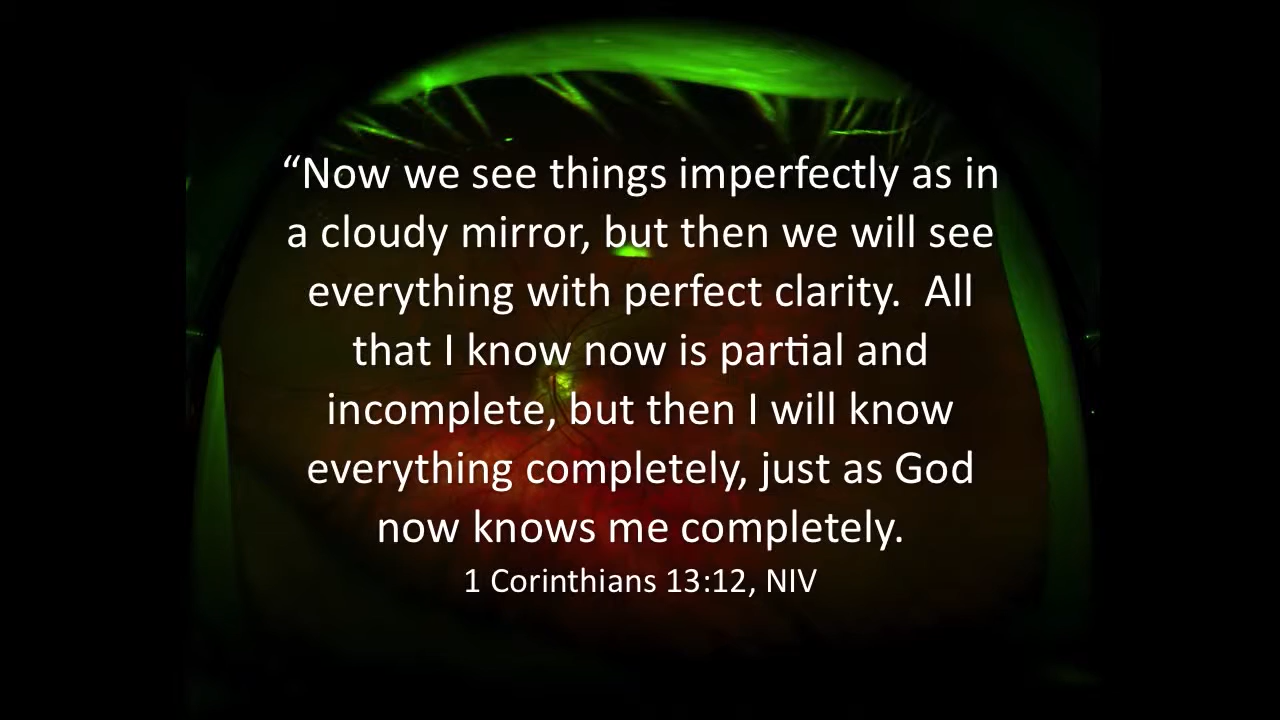 “Now we see things imperfectly as in
a cloudy mirror, but then we will see
everything with perfect clarity.  All
that I know now is partial and
incomplete, but then I will know
everything completely, just as God
now knows me completely.
1 Corinthians 13:12, NIV